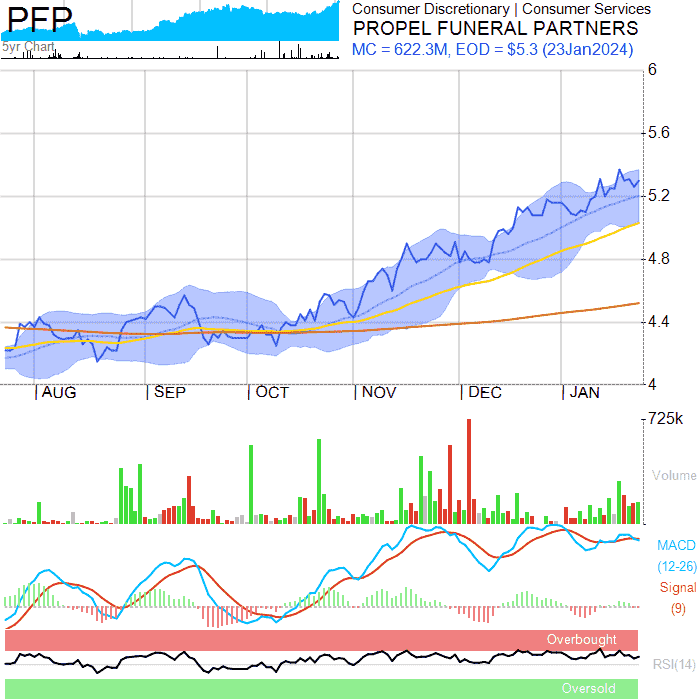 PFP
Consumer Discretionary | Consumer Services
PROPEL FUNERAL PARTNERS
5yr Chart
MC = 622.3M, EOD = $5.3 (23Jan2024)
6
5.6
5.2
4.8
4.4
4
AUG
SEP
OCT
NOV
DEC
JAN
725k
Volume
MACD
(12-26)
Signal
(9)
Overbought
RSI(14)
Oversold